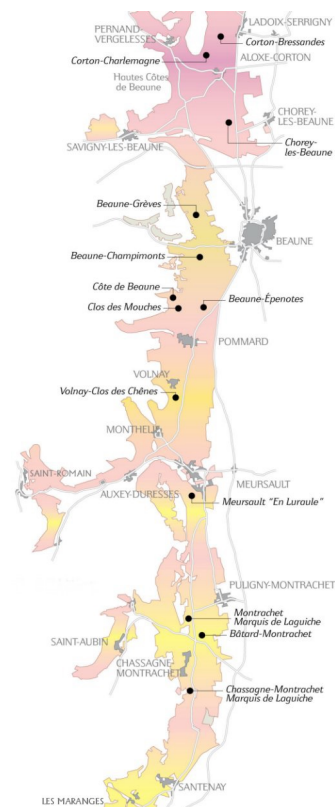 LADOIX-SERRIGNY
PERNAND-
VERGELESSES
Corton-Bressandes
Corton-Charlemagne
ALOXE-CORTON
Hautes Côtes
de Beaune
CHOREY-
LES-BEAUNE
Chorey-
les-Beaune
SAVIGNY-LES-BEAUNE
Beaune-Grèves
BEAUNE
Beaune-Champimonts
Côte de Beaune
Clos des Mouches
Beaune-Épenotes
POMMARD
VOLNAY
Volnay-Clos des Chênes
MONTHELIE
SAINT-ROMAIN
MEURSAULT
AUXEY-DURESSES
Meursault "En Luraule"
PULIGNY-MONTRACHET
Montrachet
Marquis de Laguiche
Bâtard-Montrachet
SAINT-AUBIN
CHASSAGNE-
MONTRACHET
Chassagne-Montrachet
Marquis de Laguiche
SANTENAY
LES MARANGES